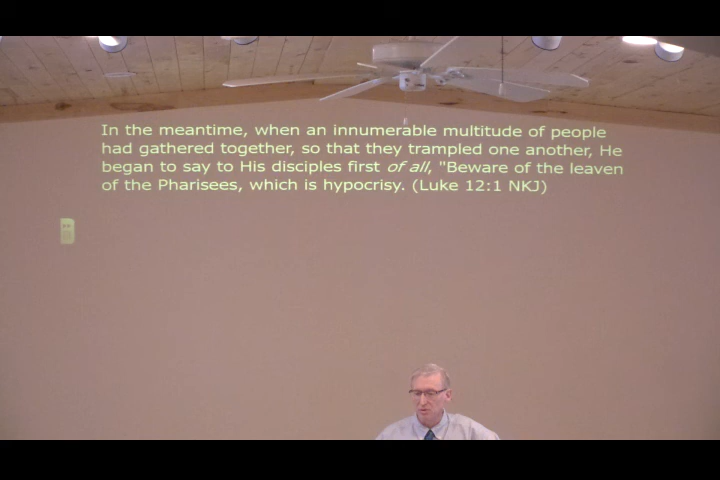 In the meantime, when an innumerable multitude of people
had gathered together, so that they trampled one another, He
began to say to His disciples first of all, "Beware of the leaven
of the Pharisees, which is hypocrisy. (Luke 12:1 NKJ)